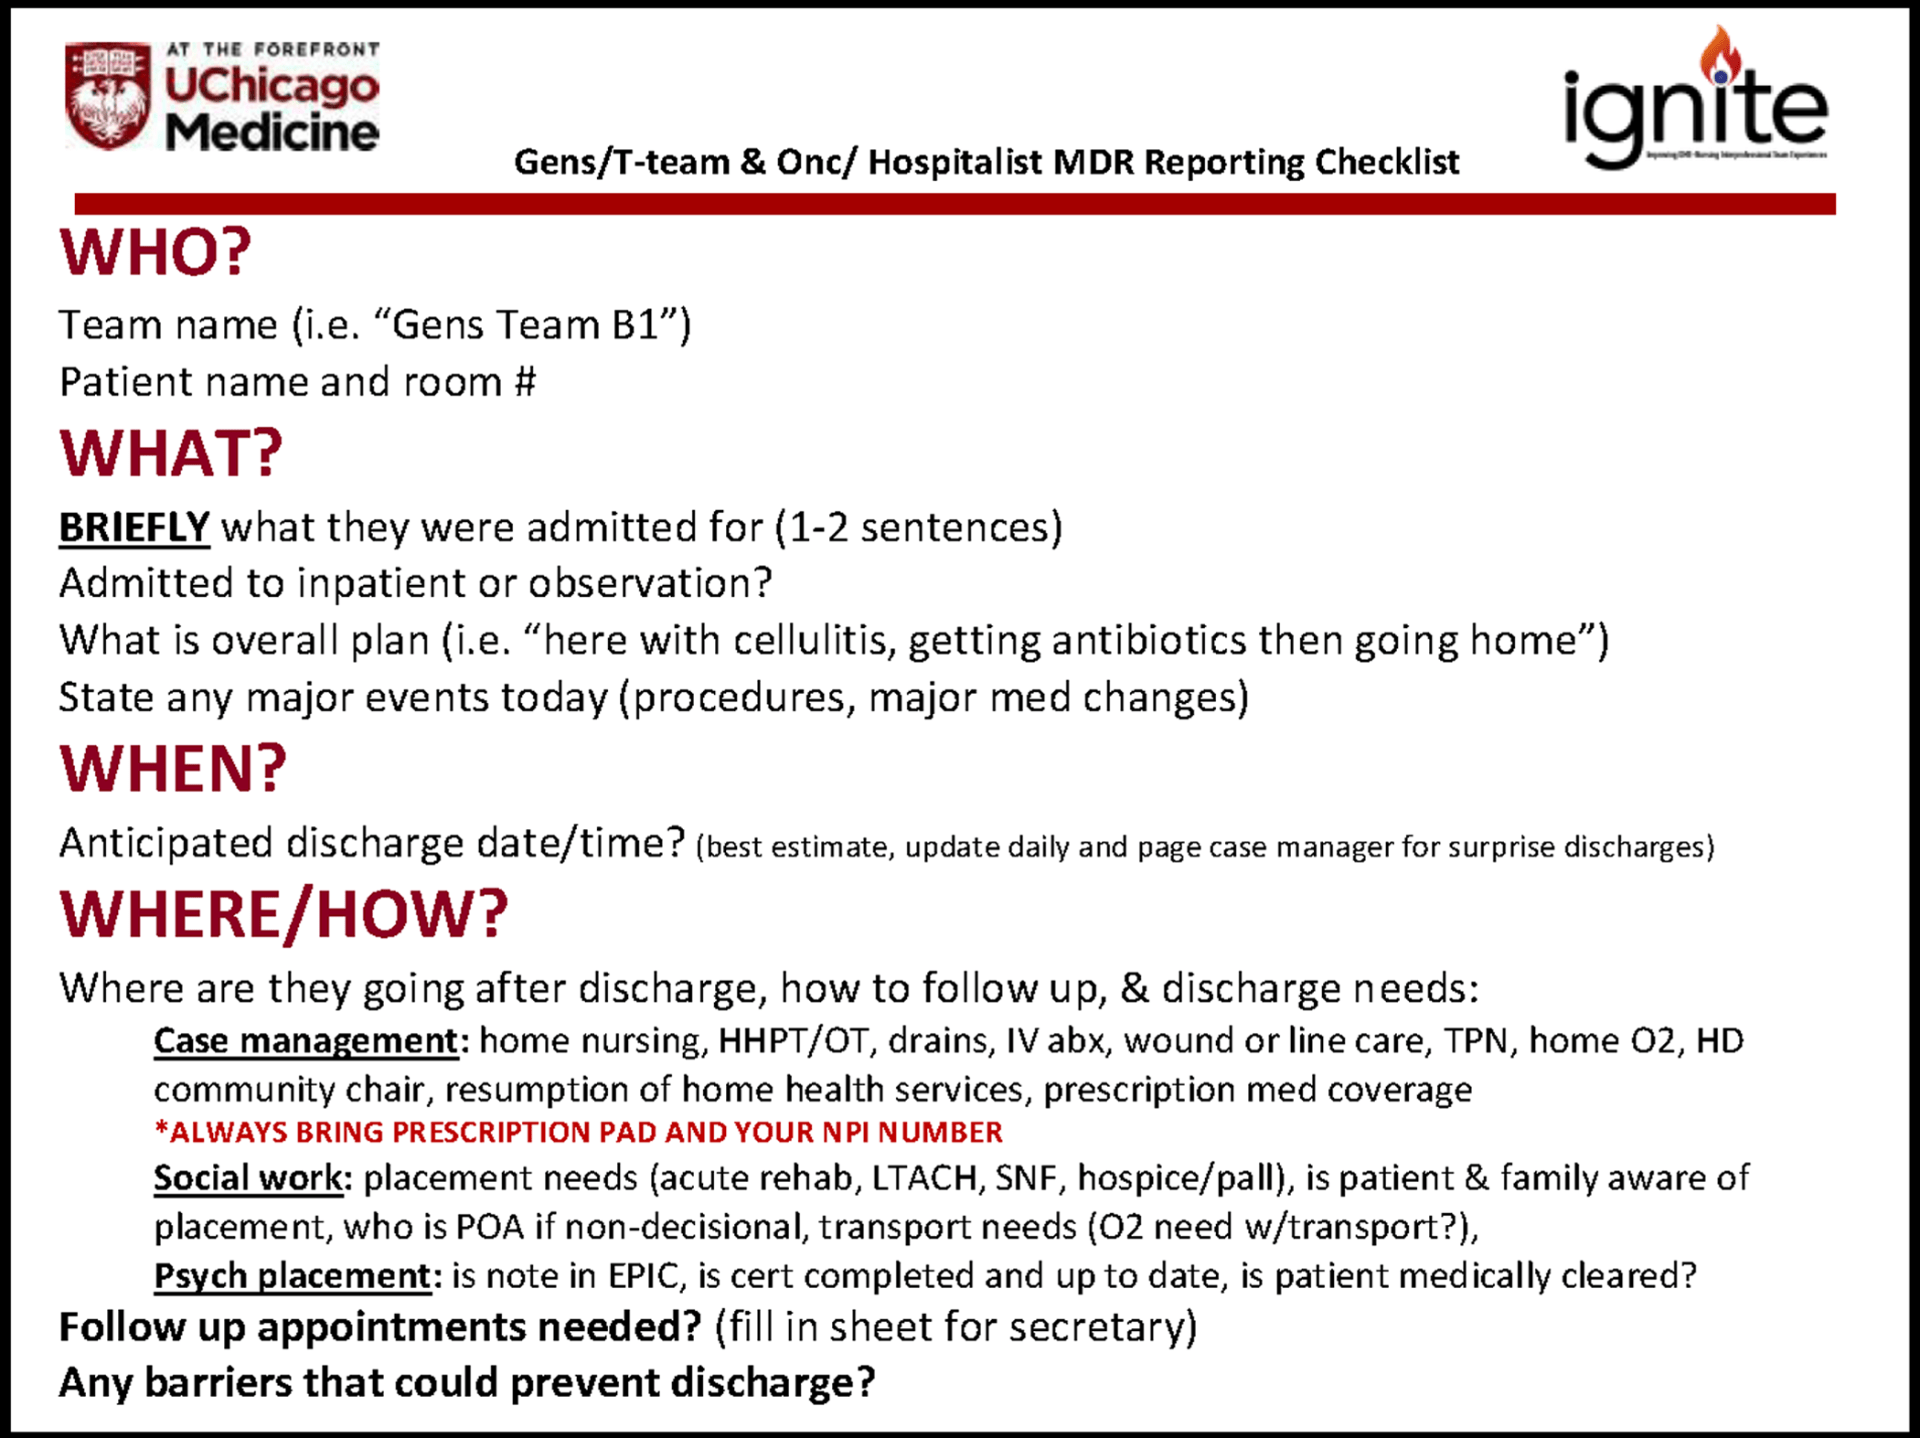 AT THE FOREFRONT
UChicago
Medicine
ignite
Gens/T-team & Onc/ Hospitalist MDR Reporting Checklist
WHO?
Team name (i.e. “Gens Team B1”)
Patient name and room #
WHAT?
BRIEFLY what they were admitted for (1-2 sentences)
Admitted to inpatient or observation?
What is overall plan (i.e. “here with cellulitis, getting antibiotics then going home”)
State any major events today (procedures, major med changes)
WHEN?
Anticipated discharge date/time? (best estimate, update daily and page case manager for surprise discharges)
WHERE/HOW?
Where are they going after discharge, how to follow up, & discharge needs:
Case management: home nursing, HHPT/OT, drains, IV abx, wound or line care, TPN, home O2, HD
community chair, resumption of home health services, prescription med coverage
*ALWAYS BRING PRESCRIPTION PAD AND YOUR NPI NUMBER
Social work: placement needs (acute rehab, LTACH, SNF, hospice/pall), is patient & family aware of
placement, who is POA if non-decisional, transport needs (O2 need w/transport?),
Psych placement: is note in EPIC, is cert completed and up to date, is patient medically cleared?
Follow up appointments needed? (fill in sheet for secretary)
Any barriers that could prevent discharge?